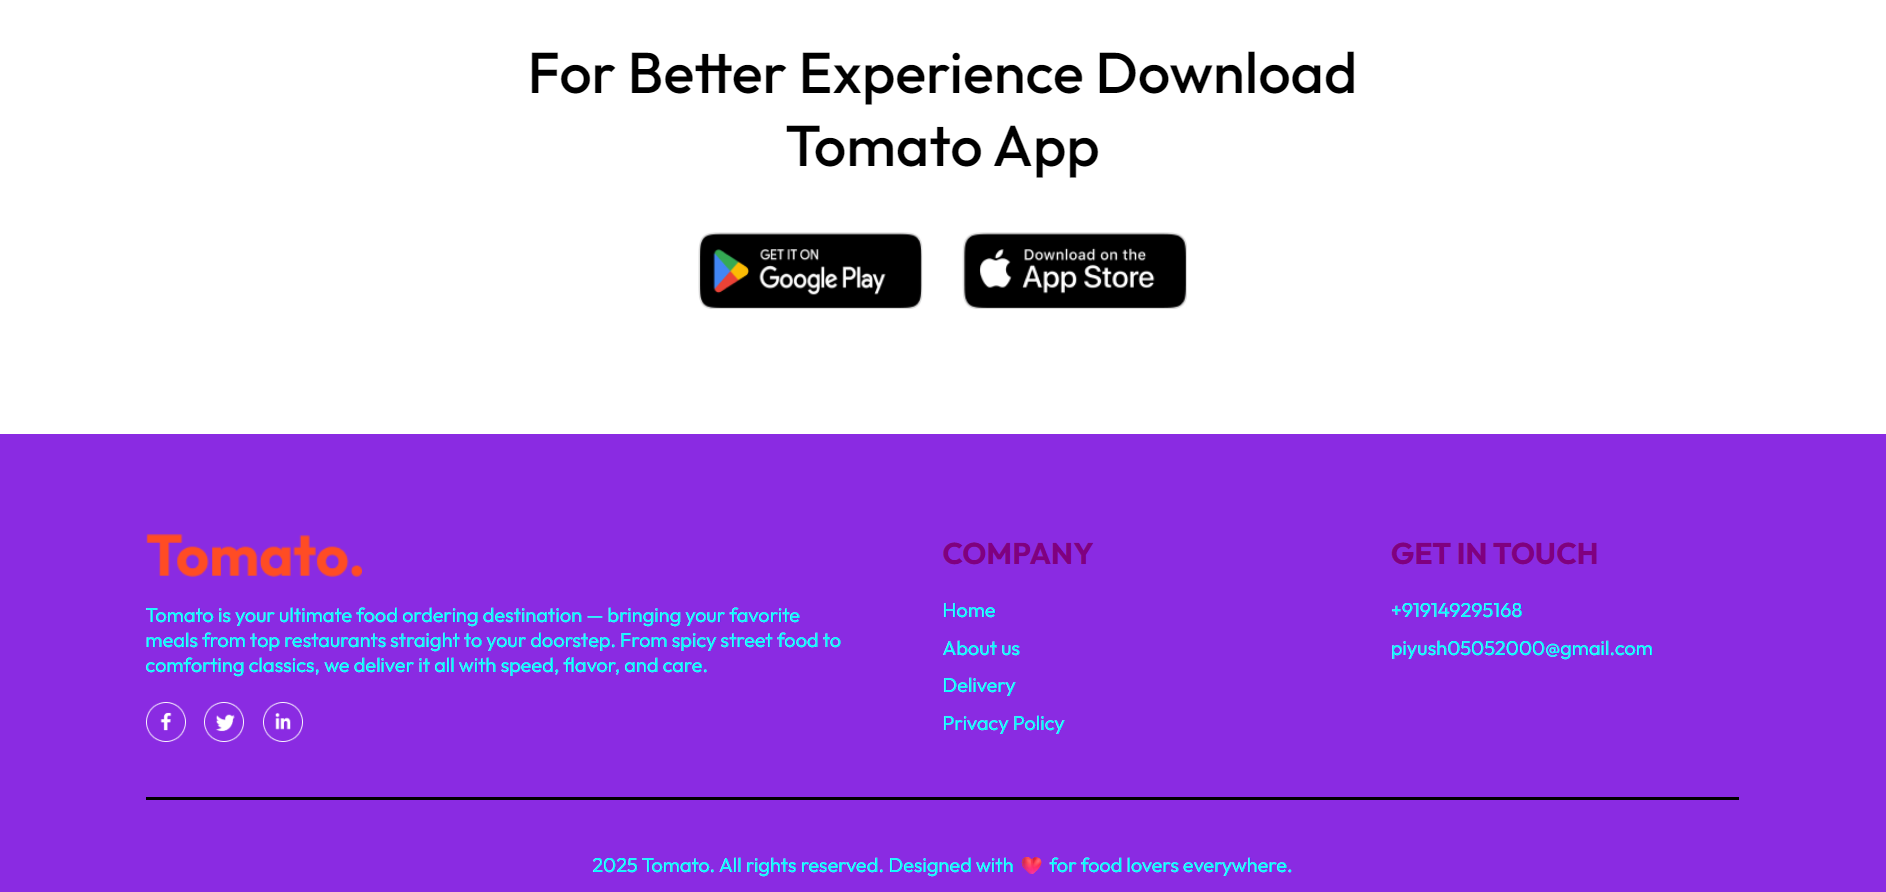 For Better Experience Download
Tomato App
GET IT ON
Google Play
Download on the
App Store
Tomato.
Tomato is your ultimate food ordering destination — bringing your favorite
meals from top restaurants straight to your doorstep. From spicy street food to
comforting classics, we deliver it all with speed, flavor, and care.
f
in
COMPANY
Home
About us
Delivery
Privacy Policy
GET IN TOUCH
+919149295168
piyush05052000@gmail.com
2025 Tomato. All rights reserved. Designed with 💔 for food lovers everywhere.